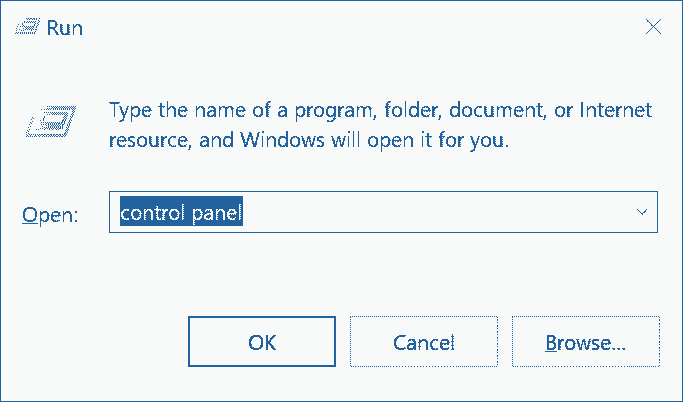 Run
Type the name of a program, folder, document, or Internet
resource, and Windows will open it for you.
Open:
control panel
OK
Cancel
Browse...